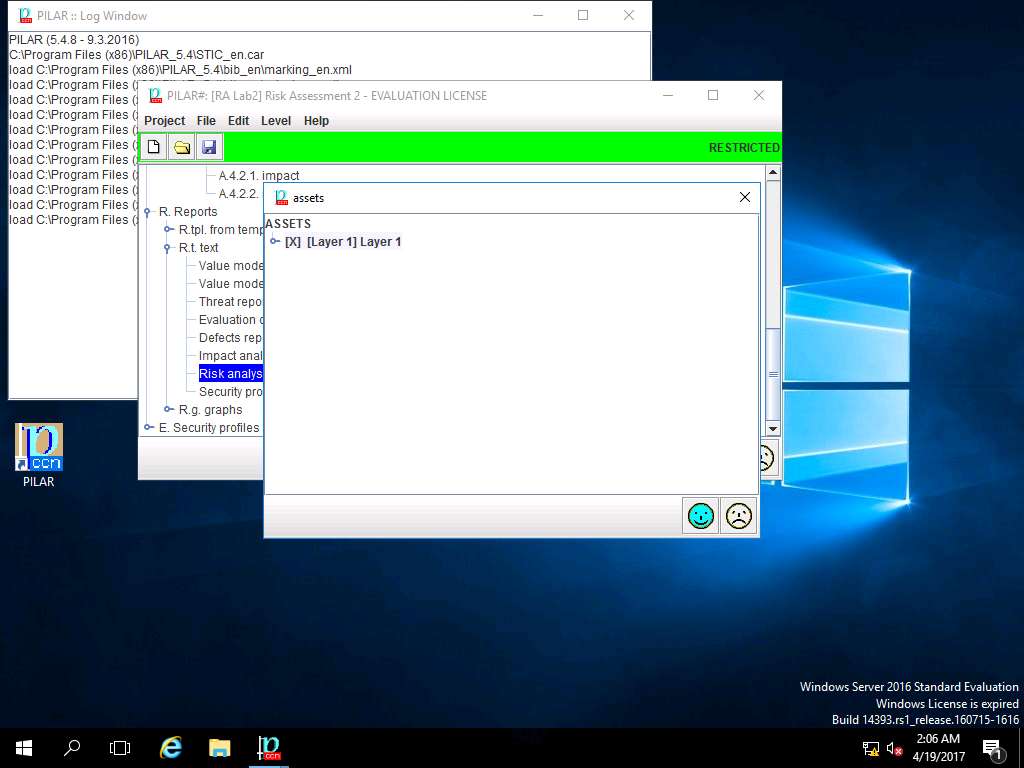 PILAR :: Log Window
PILAR (5.4.8 - 9.3.2016)
C:\Program Files (x86)\PILAR_5.4\STIC_en.car
load C:\Program Files (x86)\PILAR_5.4\bib_en\marking_en.xml
load C:\Program Files (
load C:\Program Files (
load C:\Program Files (
load C:\Program Files (
load C:\Program Files (
load C:\Program Files (
load C:\Program Files (
load C:\Program Files (
load C:\Program Files (
PILAR#: [RA Lab2] Risk Assessment 2 - EVALUATION LICENSE
Project File Edit Level Help
RESTRICTED
A.4.2.1. impact
A.4.2.2.
R. Reports
R.tpl. from temp
R.t. text
Value mode
Value mode
Threat repo
Evaluation
Defects rep
Impact anal
Risk analys
Security pro
R.g. graphs
E. Security profiles
assets
ASSETS
[X] [Layer 1] Layer 1
ccn
PILAR
Windows Server 2016 Standard Evaluation
Windows License is expired
Build 14393.rs1_release.160715-1616
2:06 AM
4/19/2017
1